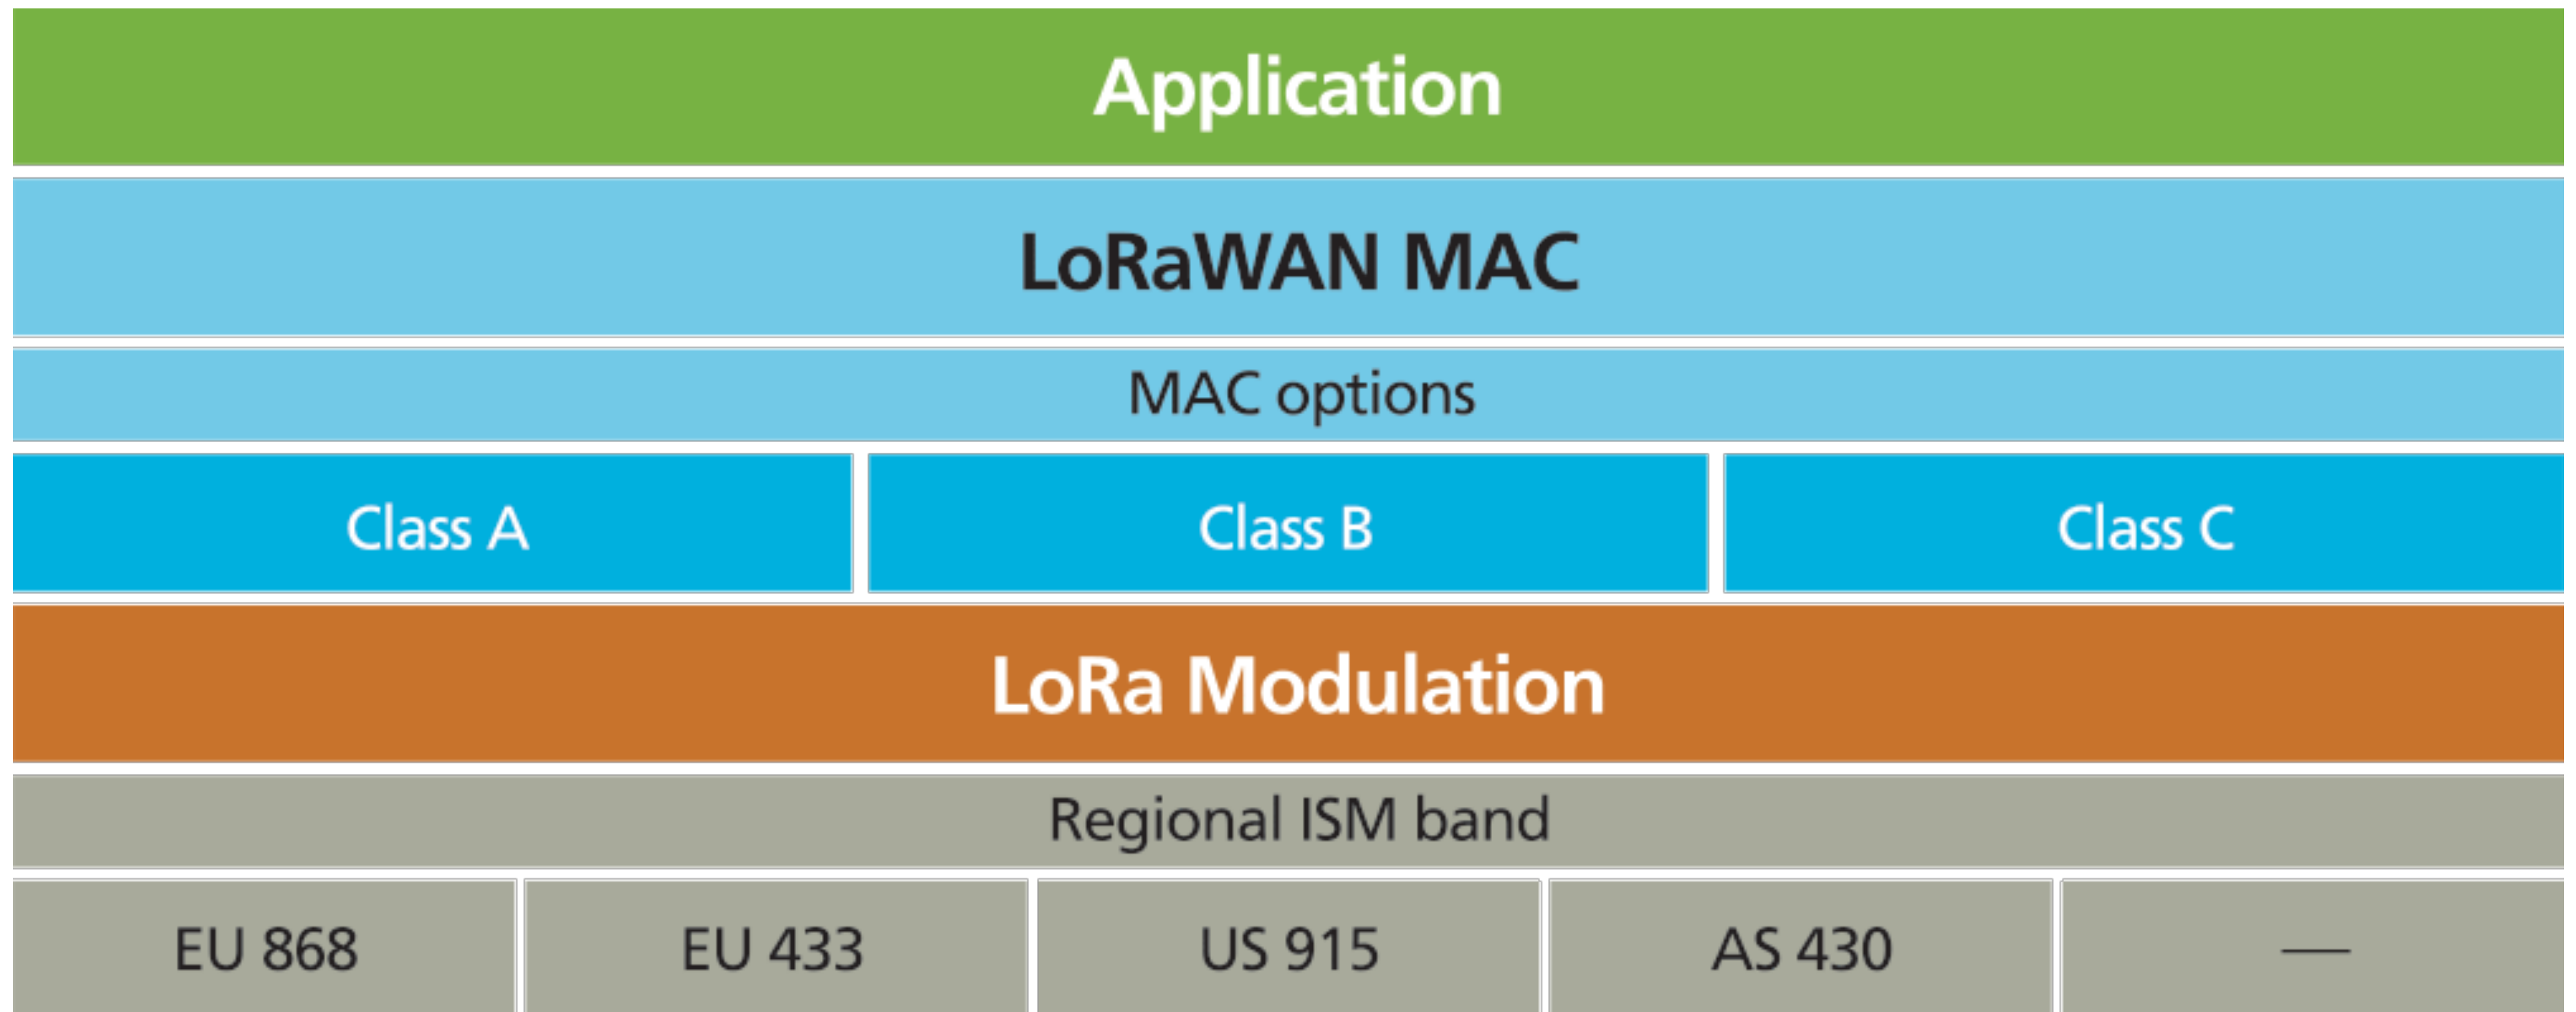 Application
LoRaWAN MAC
MAC options
Class A Class B Class C
LoRa Modulation
Regional ISM band
EU 868 EU 433 US 915 AS 430 —